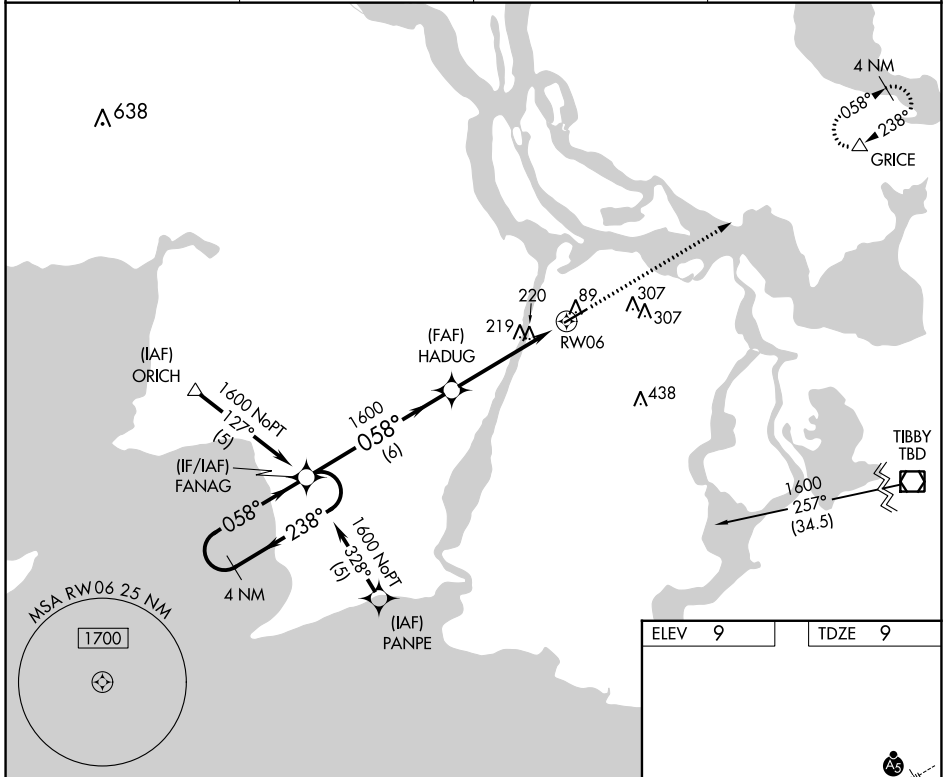 638
4 NM
058°
238°
GRICE
220
89
307
307
219
RW06
(FAF)
HADUG
(IAF)
ORICH
1600 NoPT
127°
(5)
1600
058°
(6)
438
(IF/IAF)
FANAG
TIBBY
TBD
1600
257°
(34.5)
058°
238°
1600 NoPT
328°
(5)
4 NM
(IAF)
PANPE
MSA RW06 25 NM
1700
ELEV 9
TDZE 9
A5